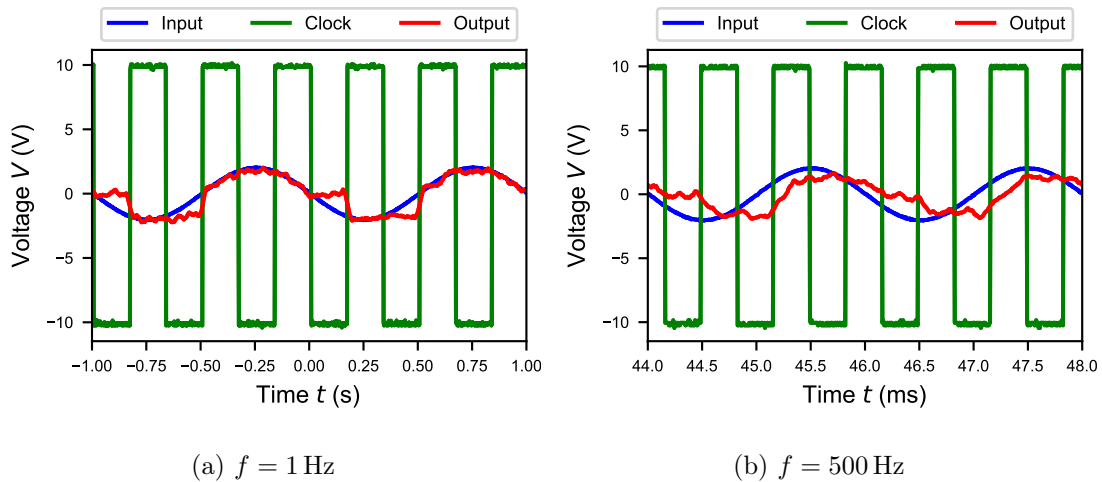 Input Clock Output
10
5
0
−5
−10
Voltage V (V)
−1.00 −0.75 −0.50 −0.25 0.00 0.25 0.50 0.75 1.00
Time t (s)
(a) f = 1 Hz
Input Clock Output
10
5
0
−5
−10
Voltage V (V)
44.0 44.5 45.0 45.5 46.0 46.5 47.0 47.5 48.0
Time t (ms)
(b) f = 500 Hz